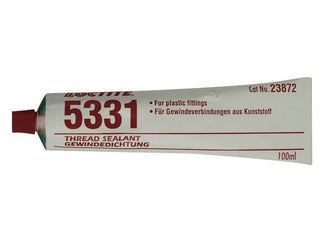 LOCTITE
Cat No. 23872
5331
• For plastic fittings
• Für Gewindeverbindungen aus Kunststoff
THREAD SEALANT
GEWINDEDICHTUNG
100ml